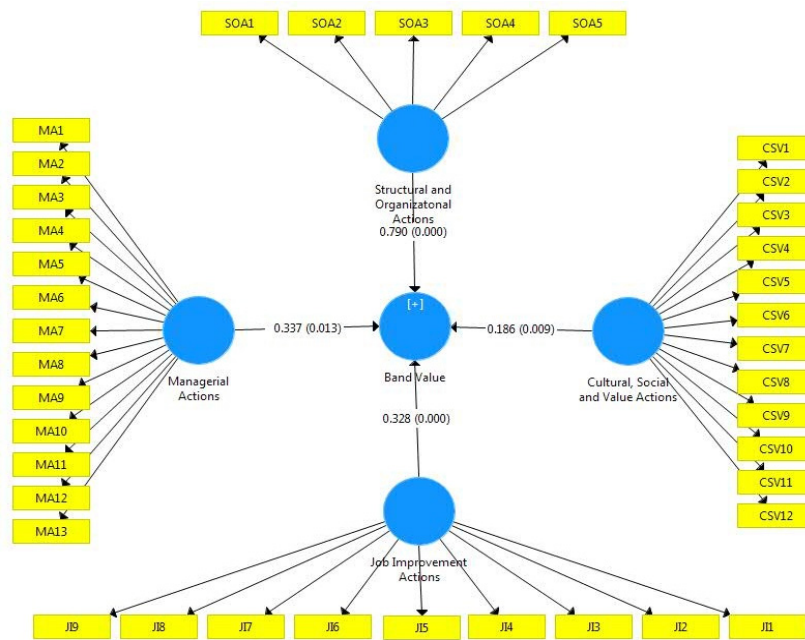 SOA1 SOA2 SOA3 SOA4 SOA5
MA1
MA2
MA3
MA4
MA5
MA6
MA7
MA8
MA9
MA10
MA11
MA12
MA13
Structural and
Organizatonal
Actions
0.790 (0.000)
CSV1
CSV2
CSV3
CSV4
CSV5
CSV6
CSV7
CSV8
CSV9
CSV10
CSV11
CSV12
[+]
0.337 (0.013)
0.186 (0.009)
Managerial
Actions
Band Value
Cultural, Social
and Value Actions
0.328 (0.000)
Job Improvement
Actions
JI9 JI8 JI7 JI6 JI5 JI4 JI3 JI2 JI1